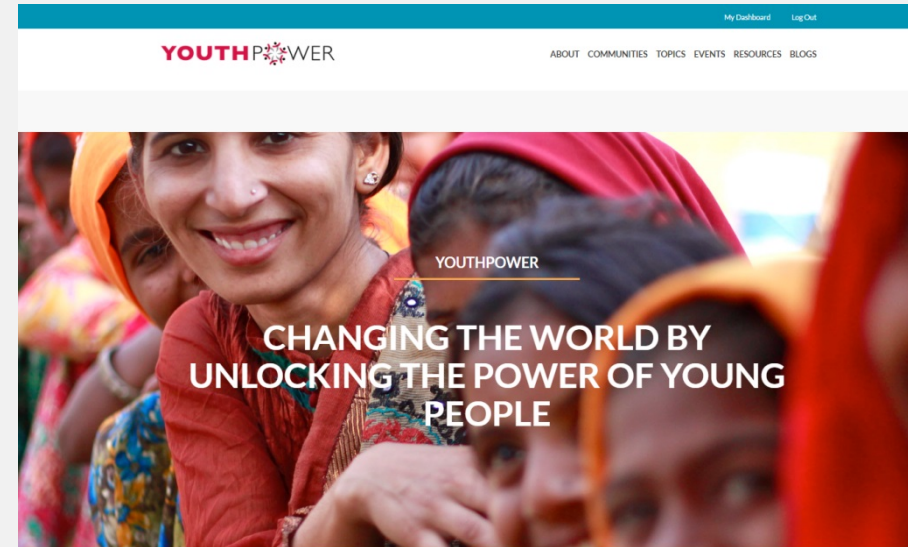 My Dashboard Log Out
YOUTHPOWER
ABOUT COMMUNITIES TOPICS EVENTS RESOURCES BLOGS
YOUTHPOWER
CHANGING THE WORLD BY
UNLOCKING THE POWER OF YOUNG
PEOPLE